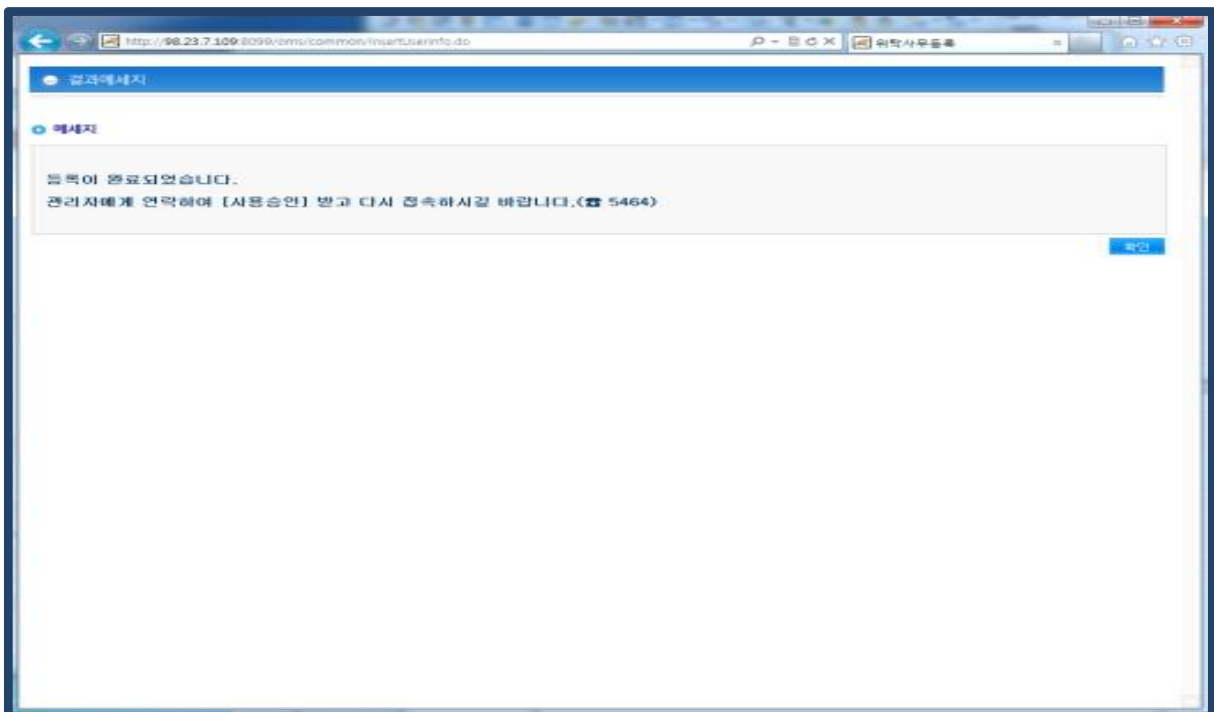 http://98.23.7.109:8099/oms/common/insertUserinfo.do
위탁사무등록
결과메세지
메세지
등록이 완료되었습니다.
관리자에게 연락하여 [사용승인] 받고 다시 접속하시길 바랍니다.(☎ 5464)
확인